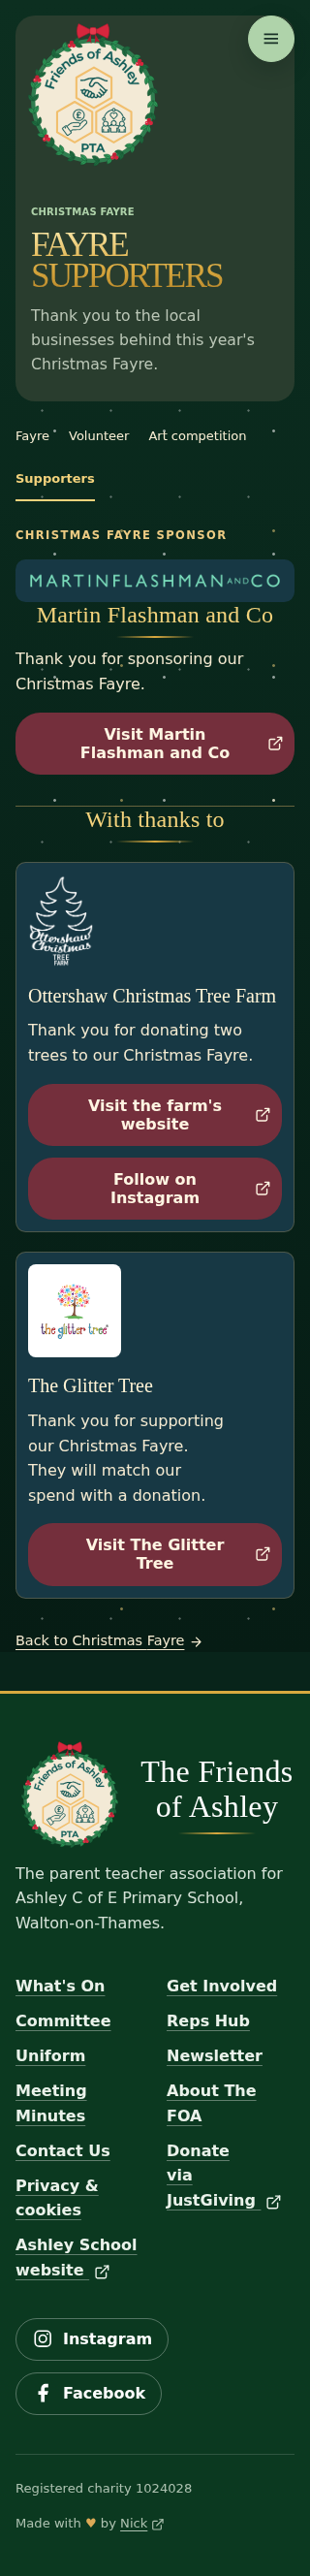 Friends of Ashley
PTA
CHRISTMAS FAYRE
FAYRE
SUPPORTERS
Thank you to the local
businesses behind this year's
Christmas Fayre.
Fayre Volunteer Art competition
Supporters
CHRISTMAS FAYRE SPONSOR
MARTINFLASHMANANDCO
Martin Flashman and Co
Thank you for sponsoring our
Christmas Fayre.
Visit Martin
Flashman and Co
With thanks to
Ottershaw
Christmas
TREE
FARM
Ottershaw Christmas Tree Farm
Thank you for donating two
trees to our Christmas Fayre.
Visit the farm's
website
Follow on
Instagram
the glitter tree
The Glitter Tree
Thank you for supporting
our Christmas Fayre.
They will match our
spend with a donation.
Visit The Glitter
Tree
Back to Christmas Fayre
Friends of Ashley
PTA
The Friends
of Ashley
The parent teacher association for
Ashley C of E Primary School,
Walton-on-Thames.
What's On
Committee
Uniform
Meeting
Minutes
Contact Us
Privacy &
cookies
Ashley School
website
Get Involved
Reps Hub
Newsletter
About The
FOA
Donate
via
JustGiving
Instagram
Facebook
Registered charity 1024028
Made with ♥ by Nick